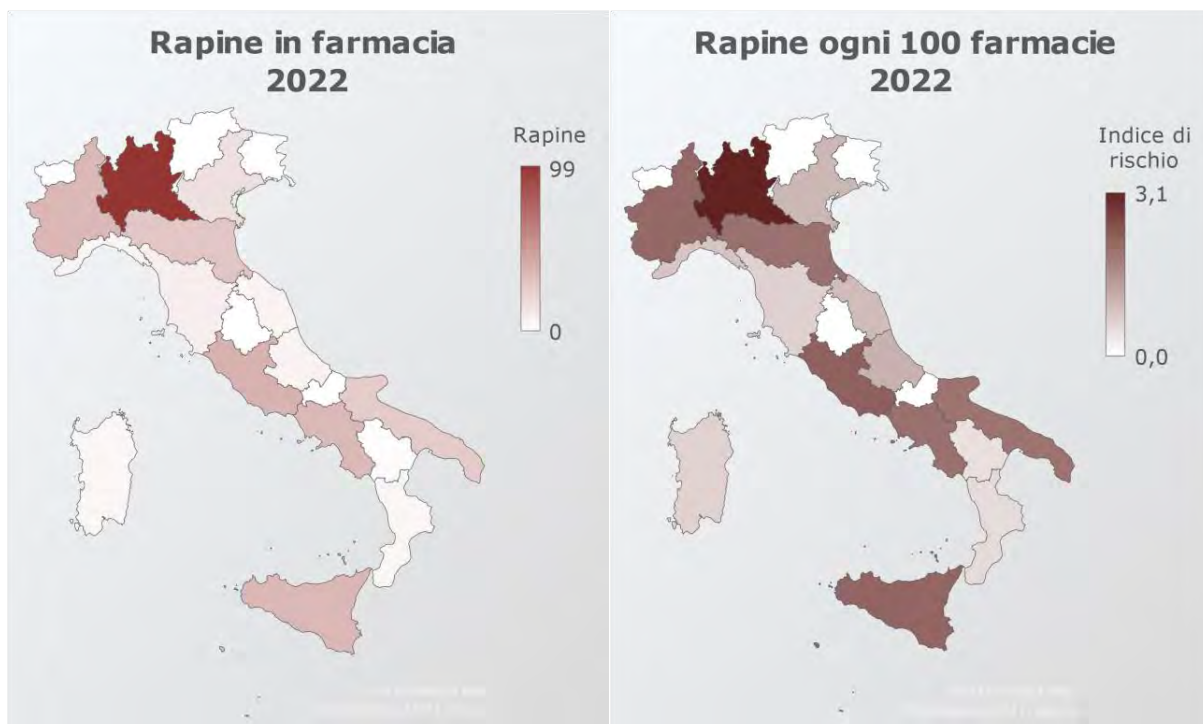 Rapine in farmacia
2022
Rapine
99
0
Rapine ogni 100 farmacie
2022
Indice di
rischio
3,1
0,0